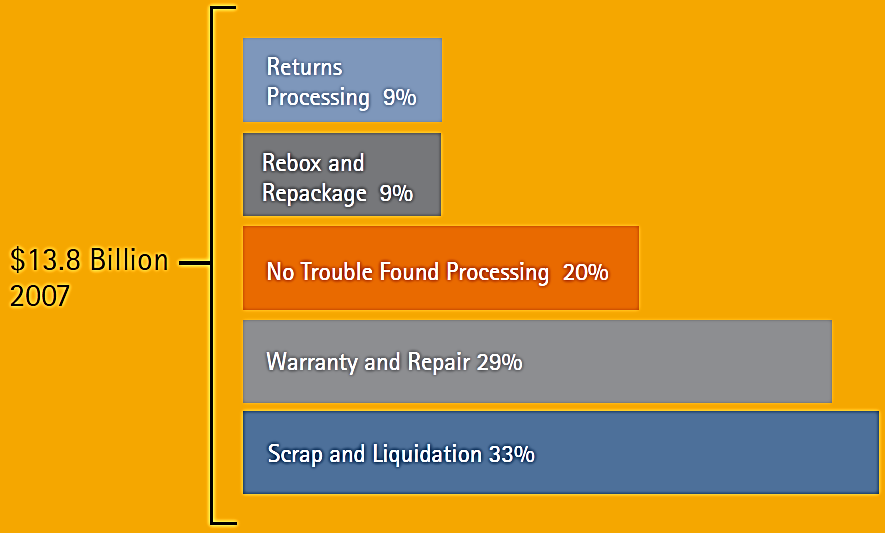 Returns
Processing 9%
Rebox and
Repackage 9%
$13.8 Billion
2007
No Trouble Found Processing 20%
Warranty and Repair 29%
Scrap and Liquidation 33%